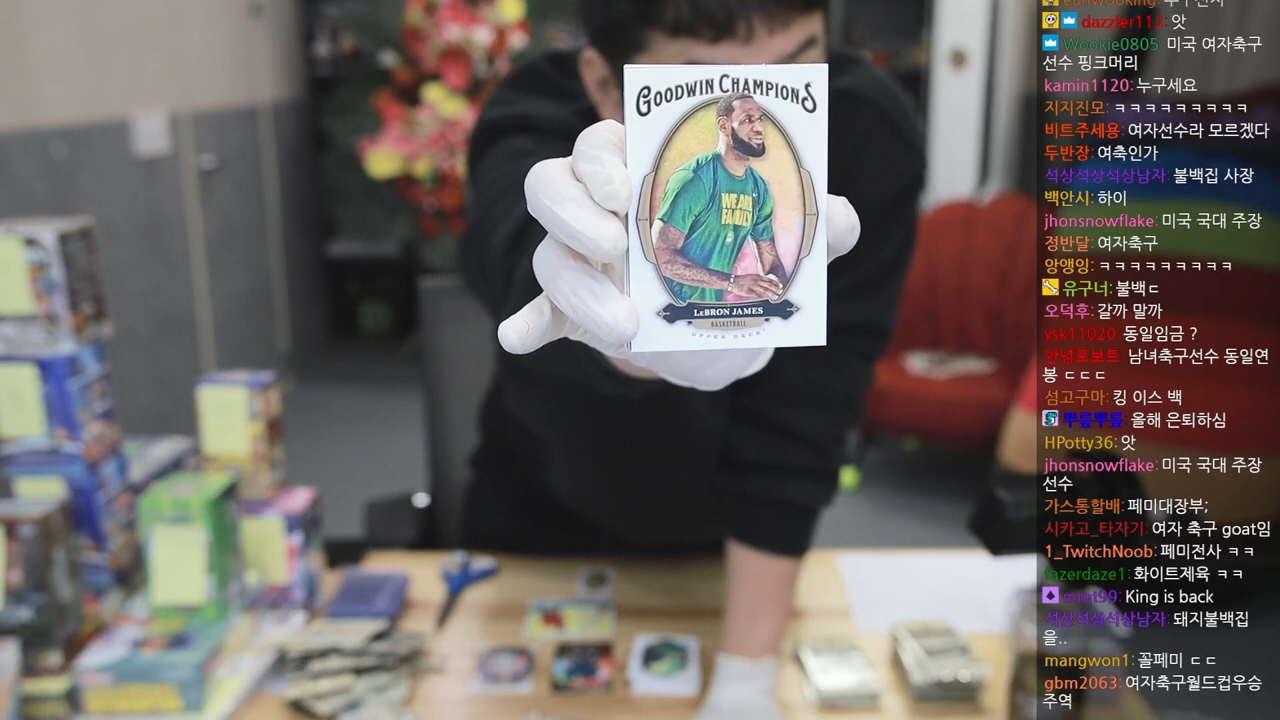 GOODWIN CHAMPIONS
WE ARE
FAMILY
LEBRON JAMES
BASKETBALL
UPPER DECK
dazzler112: 앗
Wookie0805 미국 여자축구
선수 핑크머리
kamin1120: 누구세요
지지진모: ㅋㅋㅋㅋㅋㅋㅋㅋㅋ
비트주세용: 여자선수라 모르겠다
두반장: 여축인가
석상석상석상남자: 불백집 사장
백안시: 하이
jhonsnowflake: 미국 국대 주장
정반달: 여자축구
앙앵잉: ㅋㅋㅋㅋㅋㅋㅋㅋㅋ
유구너: 불백ㄷ
오덕후: 갈까 말까
ysk11020 동일임금 ?
안녕로보트 남녀축구선수 동일연
봉 ㄷㄷㄷ
섬고구마: 킹 이스 백
뿌륲뿌륲: 올해 은퇴하심
HPotty36: 앗
jhonsnowflake: 미국 국대 주장
선수
가스통할배: 페미대장부;
시카고_타자기: 여자 축구 goat임
1_TwitchNoob: 페미전사 ㅋㅋ
lazerdaze1: 화이트제육 ㅋㅋ
mint99: King is back
석상석상석상남자: 돼지불백집
을..
mangwon1: 꼴페미 ㄷㄷ
gbm2063: 여자축구월드컵우승
주역